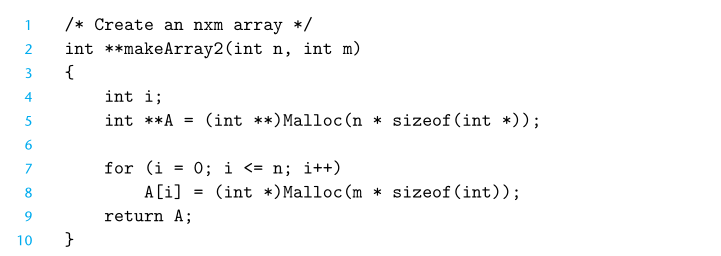 1 /* Create an nxm array */
2 int **makeArray2(int n, int m)
3 {
4 int i;
5 int **A = (int **)Malloc(n * sizeof(int *));
6
7 for (i = 0; i <= n; i++)
8 A[i] = (int *)Malloc(m * sizeof(int));
9 return A;
10 }